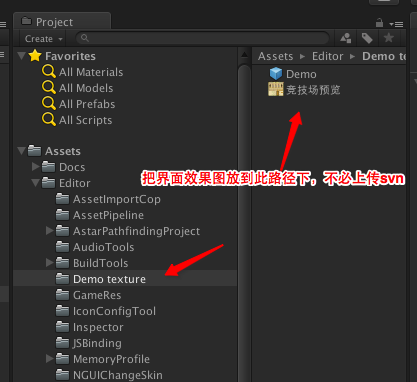 Project
Create
Favorites
All Materials
All Models
All Prefabs
All Scripts
Assets
Docs
Editor
AssetImportCop
AssetPipeline
AstarPathfindingProject
AudioTools
BuildTools
Demo texture
GameRes
IconConfigTool
Inspector
JSBinding
MemoryProfile
NGUIChangeSkin
Assets Editor Demo te
Demo
竞技场预览
把界面效果图放到此路径下，不必上传svn